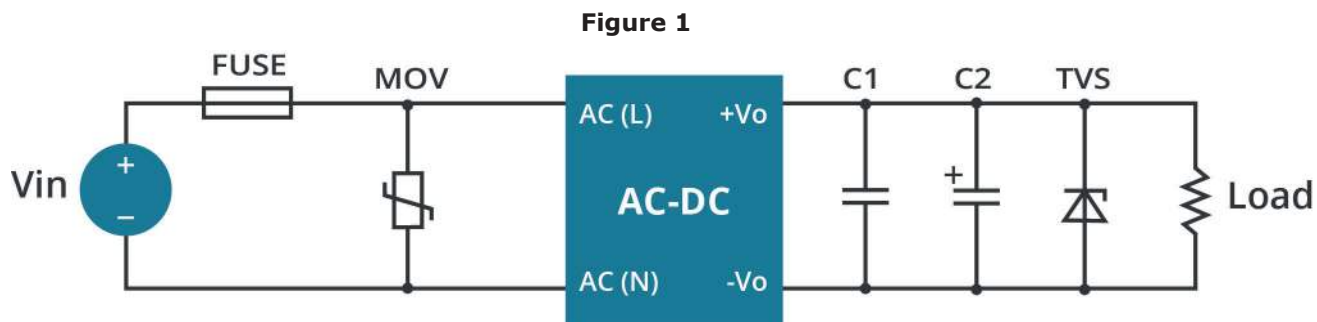 Figure 1
FUSE
MOV
C1
C2
TVS
AC (L)
+Vo
Vin
+
−
AC-DC
+
Load
AC (N)
-Vo